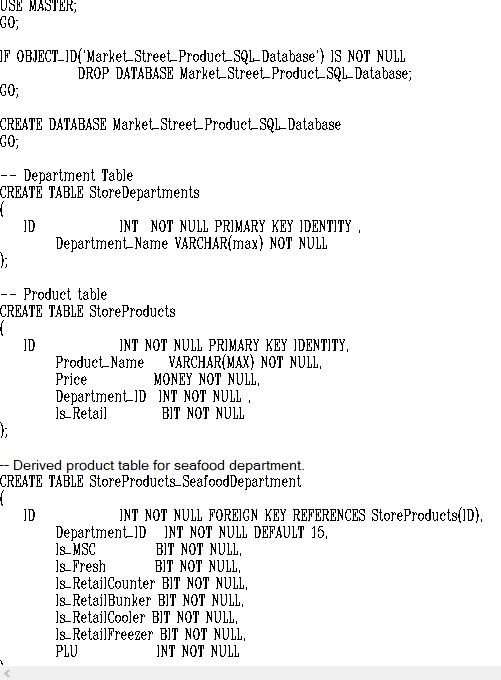 USE MASTER;
GO;
IF OBJECT_ID('Market_Street_Product_SQL_Database') IS NOT NULL
DROP DATABASE Market_Street_Product_SQL_Database;
GO;
CREATE DATABASE Market_Street_Product_SQL_Database
GO;
-- Department Table
CREATE TABLE StoreDepartments
(
ID INT NOT NULL PRIMARY KEY IDENTITY ,
Department_Name VARCHAR(max) NOT NULL
);
-- Product table
CREATE TABLE StoreProducts
(
ID INT NOT NULL PRIMARY KEY IDENTITY,
Product_Name VARCHAR(MAX) NOT NULL,
Price MONEY NOT NULL,
Department_ID INT NOT NULL ,
Is_Retail BIT NOT NULL
);
-- Derived product table for seafood department.
CREATE TABLE StoreProducts_SeafoodDepartment
(
ID INT NOT NULL FOREIGN KEY REFERENCES StoreProducts(ID),
Department_ID INT NOT NULL DEFAULT 15,
Is_MSC BIT NOT NULL,
Is_Fresh BIT NOT NULL,
Is_RetailCounter BIT NOT NULL,
Is_RetailBunker BIT NOT NULL,
Is_RetailCooler BIT NOT NULL,
Is_RetailFreezer BIT NOT NULL,
PLU INT NOT NULL